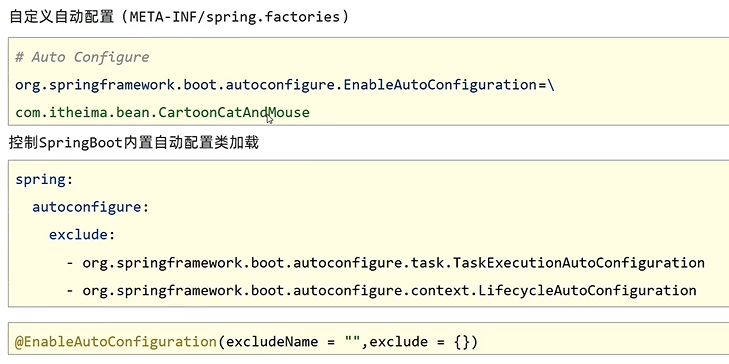 自定义自动配置（META-INF/spring.factories)
# Auto Configure
org.springframework.boot.autoconfigure.EnableAutoConfiguration=\
com.itheima.bean.CartoonCatAndMouse
控制SpringBoot内置自动配置类加载
spring:
  autoconfigure:
    exclude:
      - org.springframework.boot.autoconfigure.task.TaskExecutionAutoConfiguration
      - org.springframework.boot.autoconfigure.context.LifecycleAutoConfiguration
@EnableAutoConfiguration(excludeName = "",exclude = {})